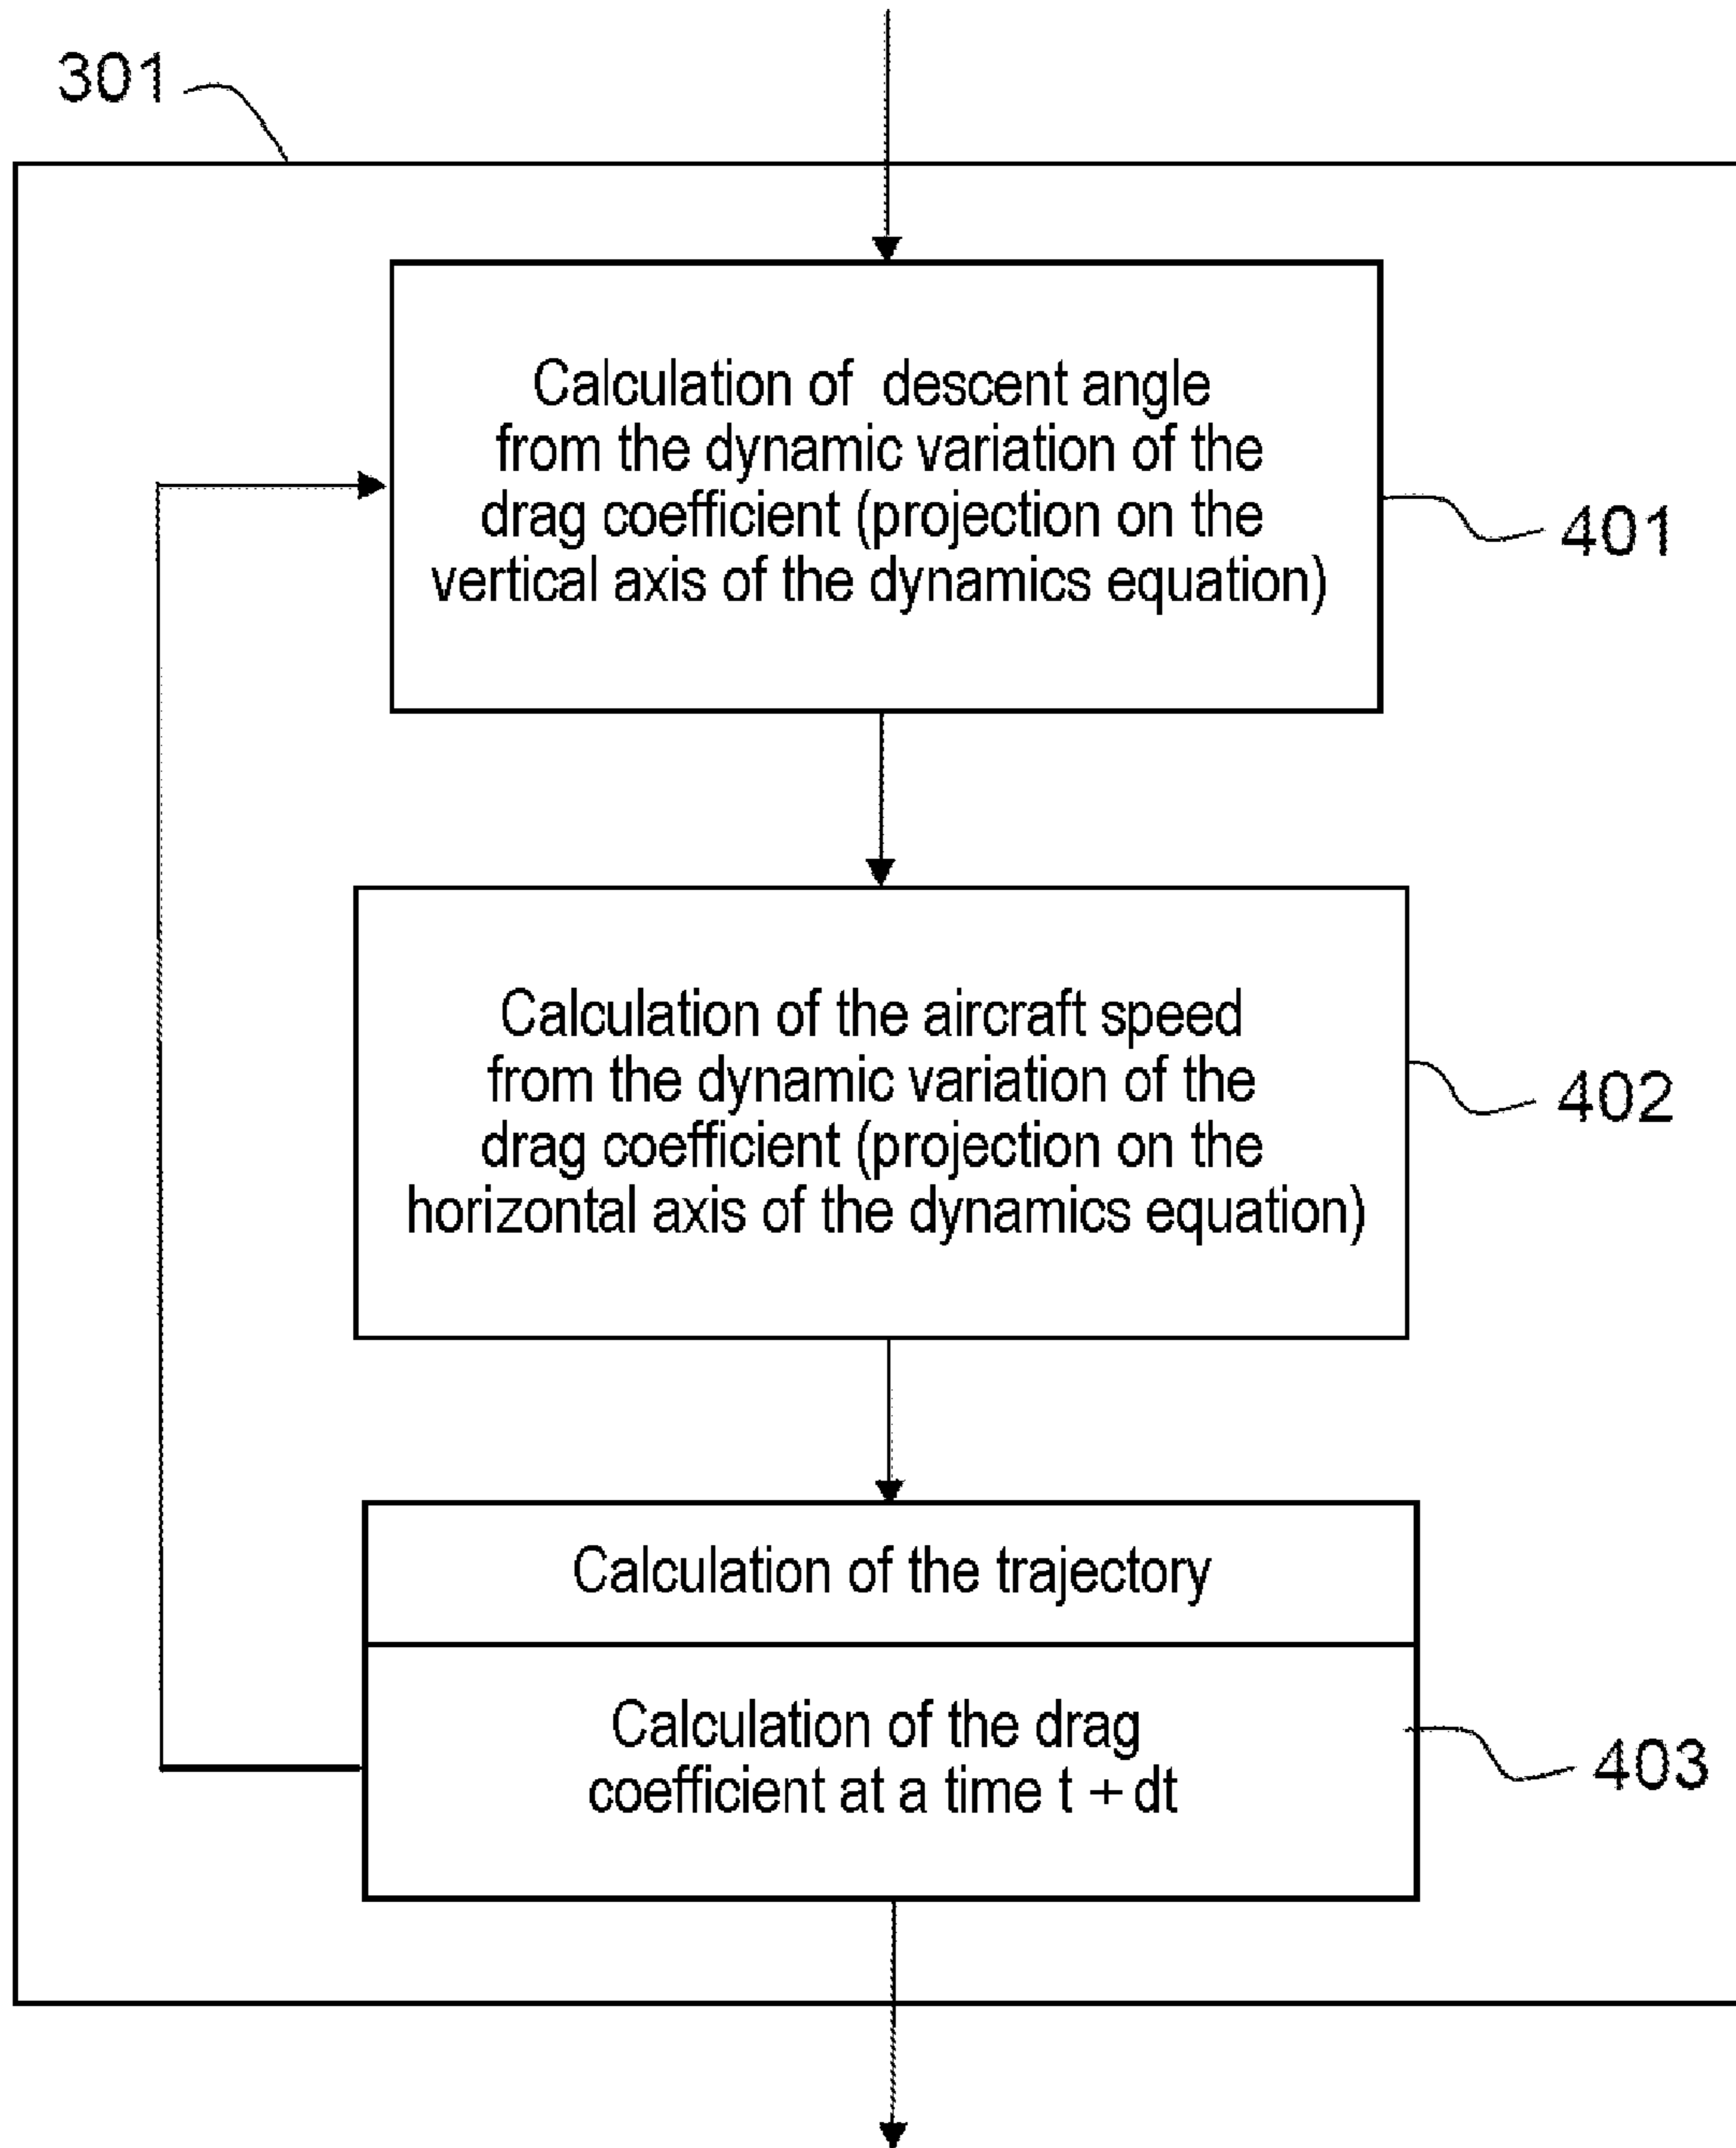 301
Calculation of descent angle
from the dynamic variation of the
drag coefficient (projection on the
vertical axis of the dynamics equation)
401
Calculation of the aircraft speed
from the dynamic variation of the
drag coefficient (projection on the
horizontal axis of the dynamics equation)
402
Calculation of the trajectory
Calculation of the drag
coefficient at a time t + dt
403